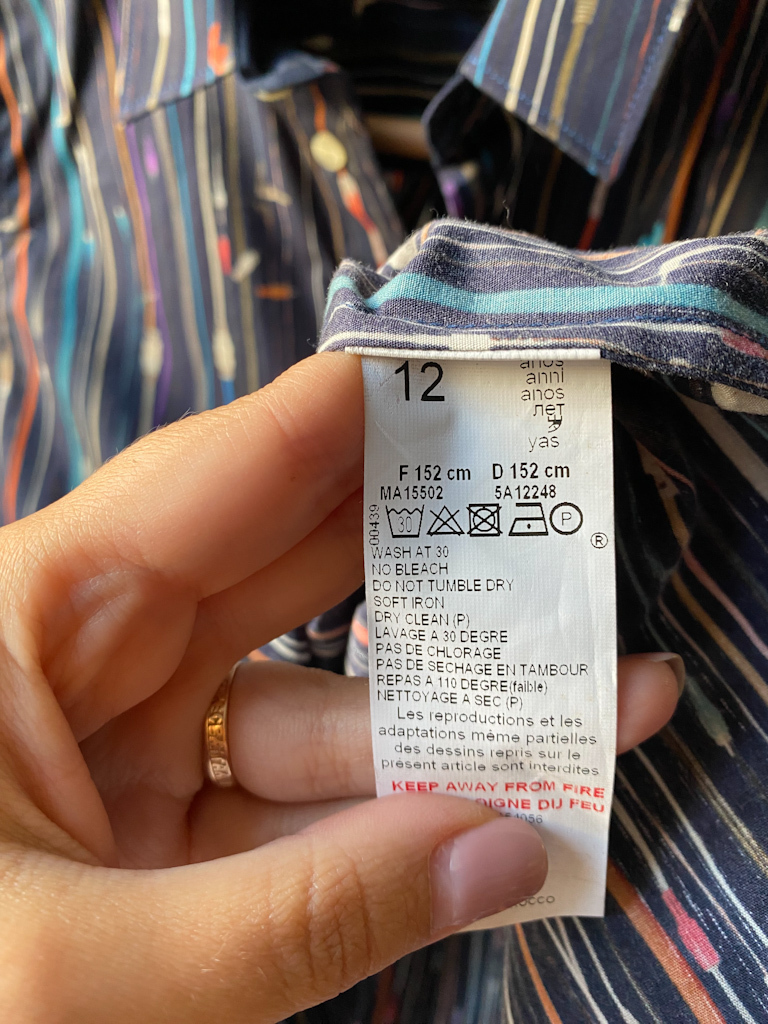 12
anos
anni
anos
лет
yas
F 152 cm D 152 cm
MA15502 5A12248
00439
30 P ®
WASH AT 30
NO BLEACH
DO NOT TUMBLE DRY
SOFT IRON
DRY CLEAN (P)
LAVAGE A 30 DEGRE
PAS DE CHLORAGE
PAS DE SECHAGE EN TAMBOUR
REPAS A 110 DEGRE(faible)
NETTOYAGE A SEC (P)
Les reproductions et les
adaptations même partielles
des dessins repris sur le
présent article sont interdites
KEEP AWAY FROM FIRE
DU FEU